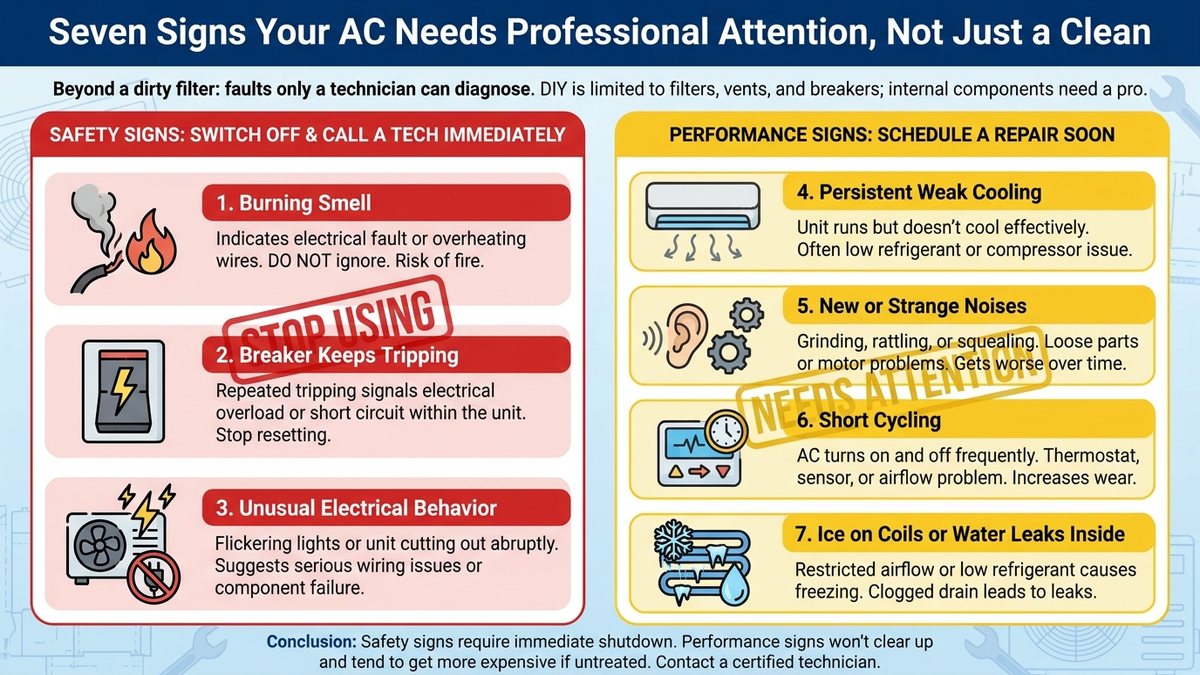 Seven Signs Your AC Needs Professional Attention, Not Just a Clean
Beyond a dirty filter: faults only a technician can diagnose. DIY is limited to filters, vents, and breakers; internal components need a pro.
SAFETY SIGNS: SWITCH OFF & CALL A TECH IMMEDIATELY
1. Burning Smell
Indicates electrical fault or overheating
wires. DO NOT ignore. Risk of fire.
STOP USING
2. Breaker Keeps Tripping
Repeated tripping signals electrical
overload or short circuit within the unit.
Stop resetting.
3. Unusual Electrical Behavior
Flickering lights or unit cutting out abruptly.
Suggests serious wiring issues or
component failure.
PERFORMANCE SIGNS: SCHEDULE A REPAIR SOON
4. Persistent Weak Cooling
Unit runs but doesn't cool effectively.
Often low refrigerant or compressor issue.
5. New or Strange Noises
Grinding, rattling, or squealing. Loose parts
or motor problems. Gets worse over time.
NEEDS ATTENTION
6. Short Cycling
AC turns on and off frequently. Thermostat,
sensor, or airflow problem. Increases wear.
7. Ice on Coils or Water Leaks Inside
Restricted airflow or low refrigerant causes
freezing. Clogged drain leads to leaks.
Conclusion: Safety signs require immediate shutdown. Performance signs won't clear up
and tend to get more expensive if untreated. Contact a certified technician.